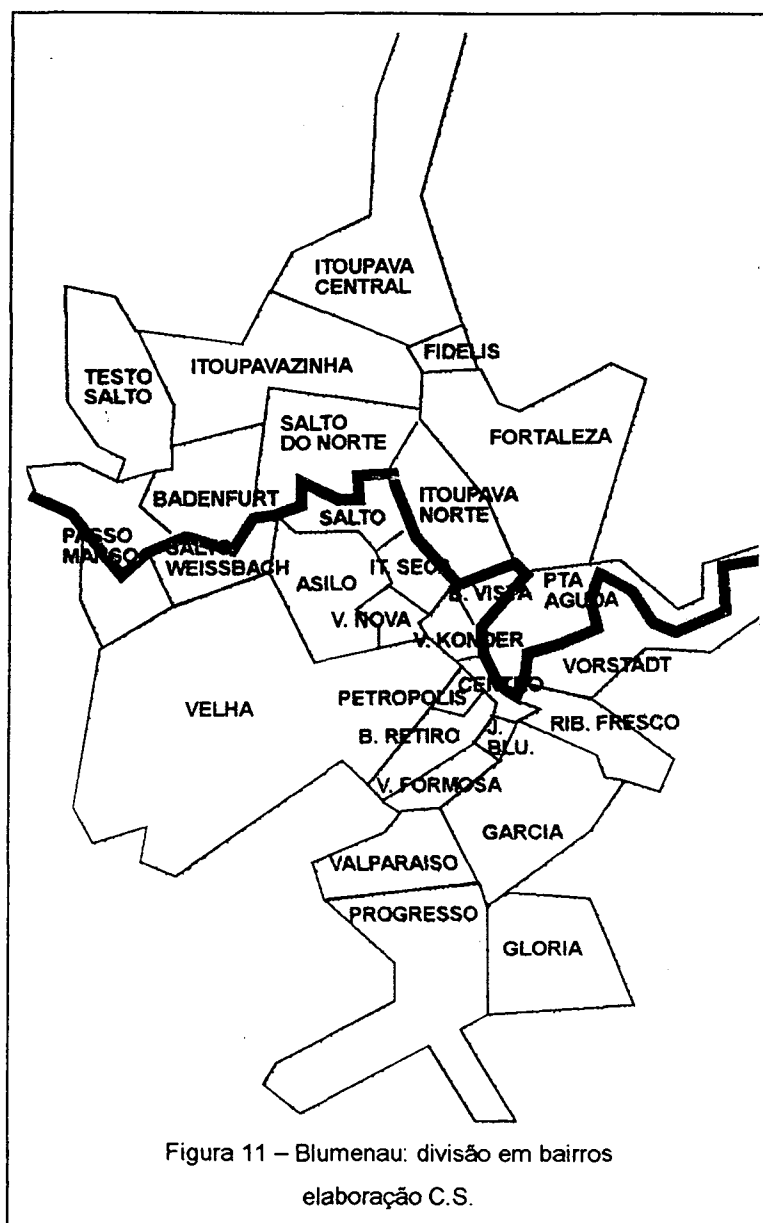 ITOUPAVA
CENTRAL
FIDELIS
ITOUPAVAZINHA
TESTO
SALTO
SALTO
DO NORTE
FORTALEZA
BADENFURT
ITOUPAVA
NORTE
SALTO
PASSO
MANSO
SALTO
WEISSBACH
IT. SECA
ASILO
B. VISTA
PTA
AGUDA
V. NOVA
V. KONDER
VORSTADT
CENTRO
PETROPOLIS
VELHA
RIB. FRESCO
B. RETIRO
J.
BLU.
V. FORMOSA
GARCIA
VALPARAISO
PROGRESSO
GLORIA
Figura 11 – Blumenau: divisão em bairros
elaboração C.S.